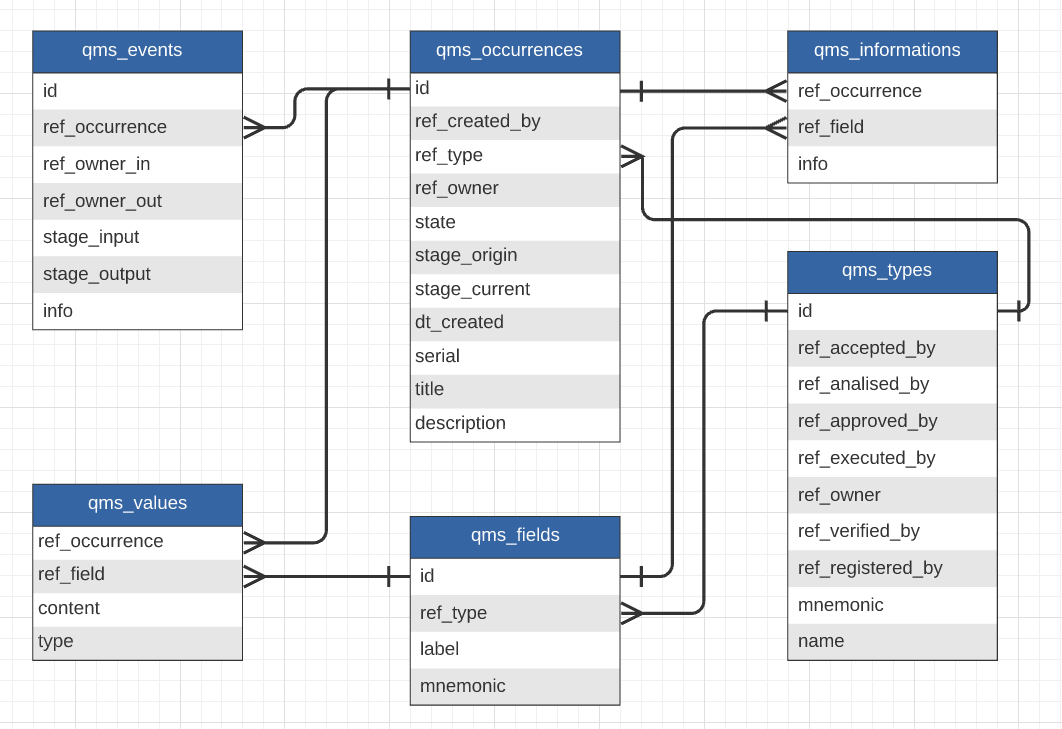 qms_events
id
ref_occurrence
ref_owner_in
ref_owner_out
stage_input
stage_output
info
qms_occurrences
id
ref_created_by
ref_type
ref_owner
state
stage_origin
stage_current
dt_created
serial
title
description
qms_informations
ref_occurrence
ref_field
info
qms_types
id
ref_accepted_by
ref_analised_by
ref_approved_by
ref_executed_by
ref_owner
ref_verified_by
ref_registered_by
mnemonic
name
qms_values
ref_occurrence
ref_field
content
type
qms_fields
id
ref_type
label
mnemonic